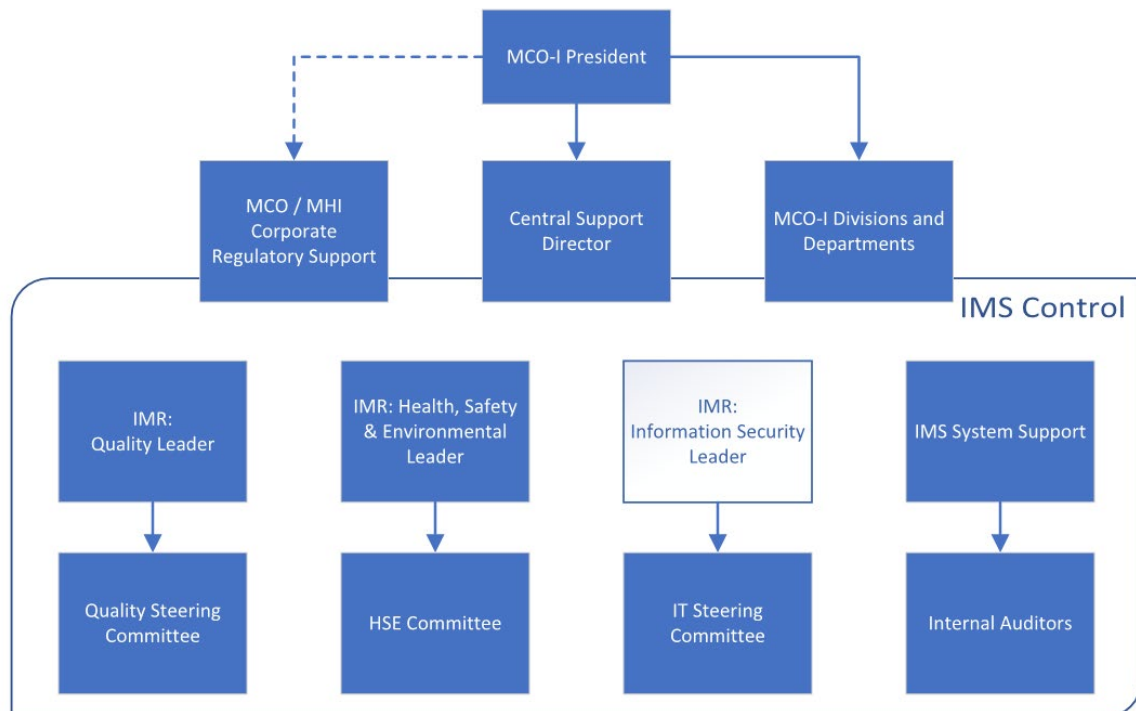 MCO-I President
MCO / MHI
Corporate
Regulatory Support
Central Support
Director
MCO-I Divisions and
Departments
IMS Control
IMR:
Quality Leader
IMR: Health, Safety
& Environmental
Leader
IMR:
Information Security
Leader
IMS System Support
Quality Steering
Committee
HSE Committee
IT Steering
Committee
Internal Auditors